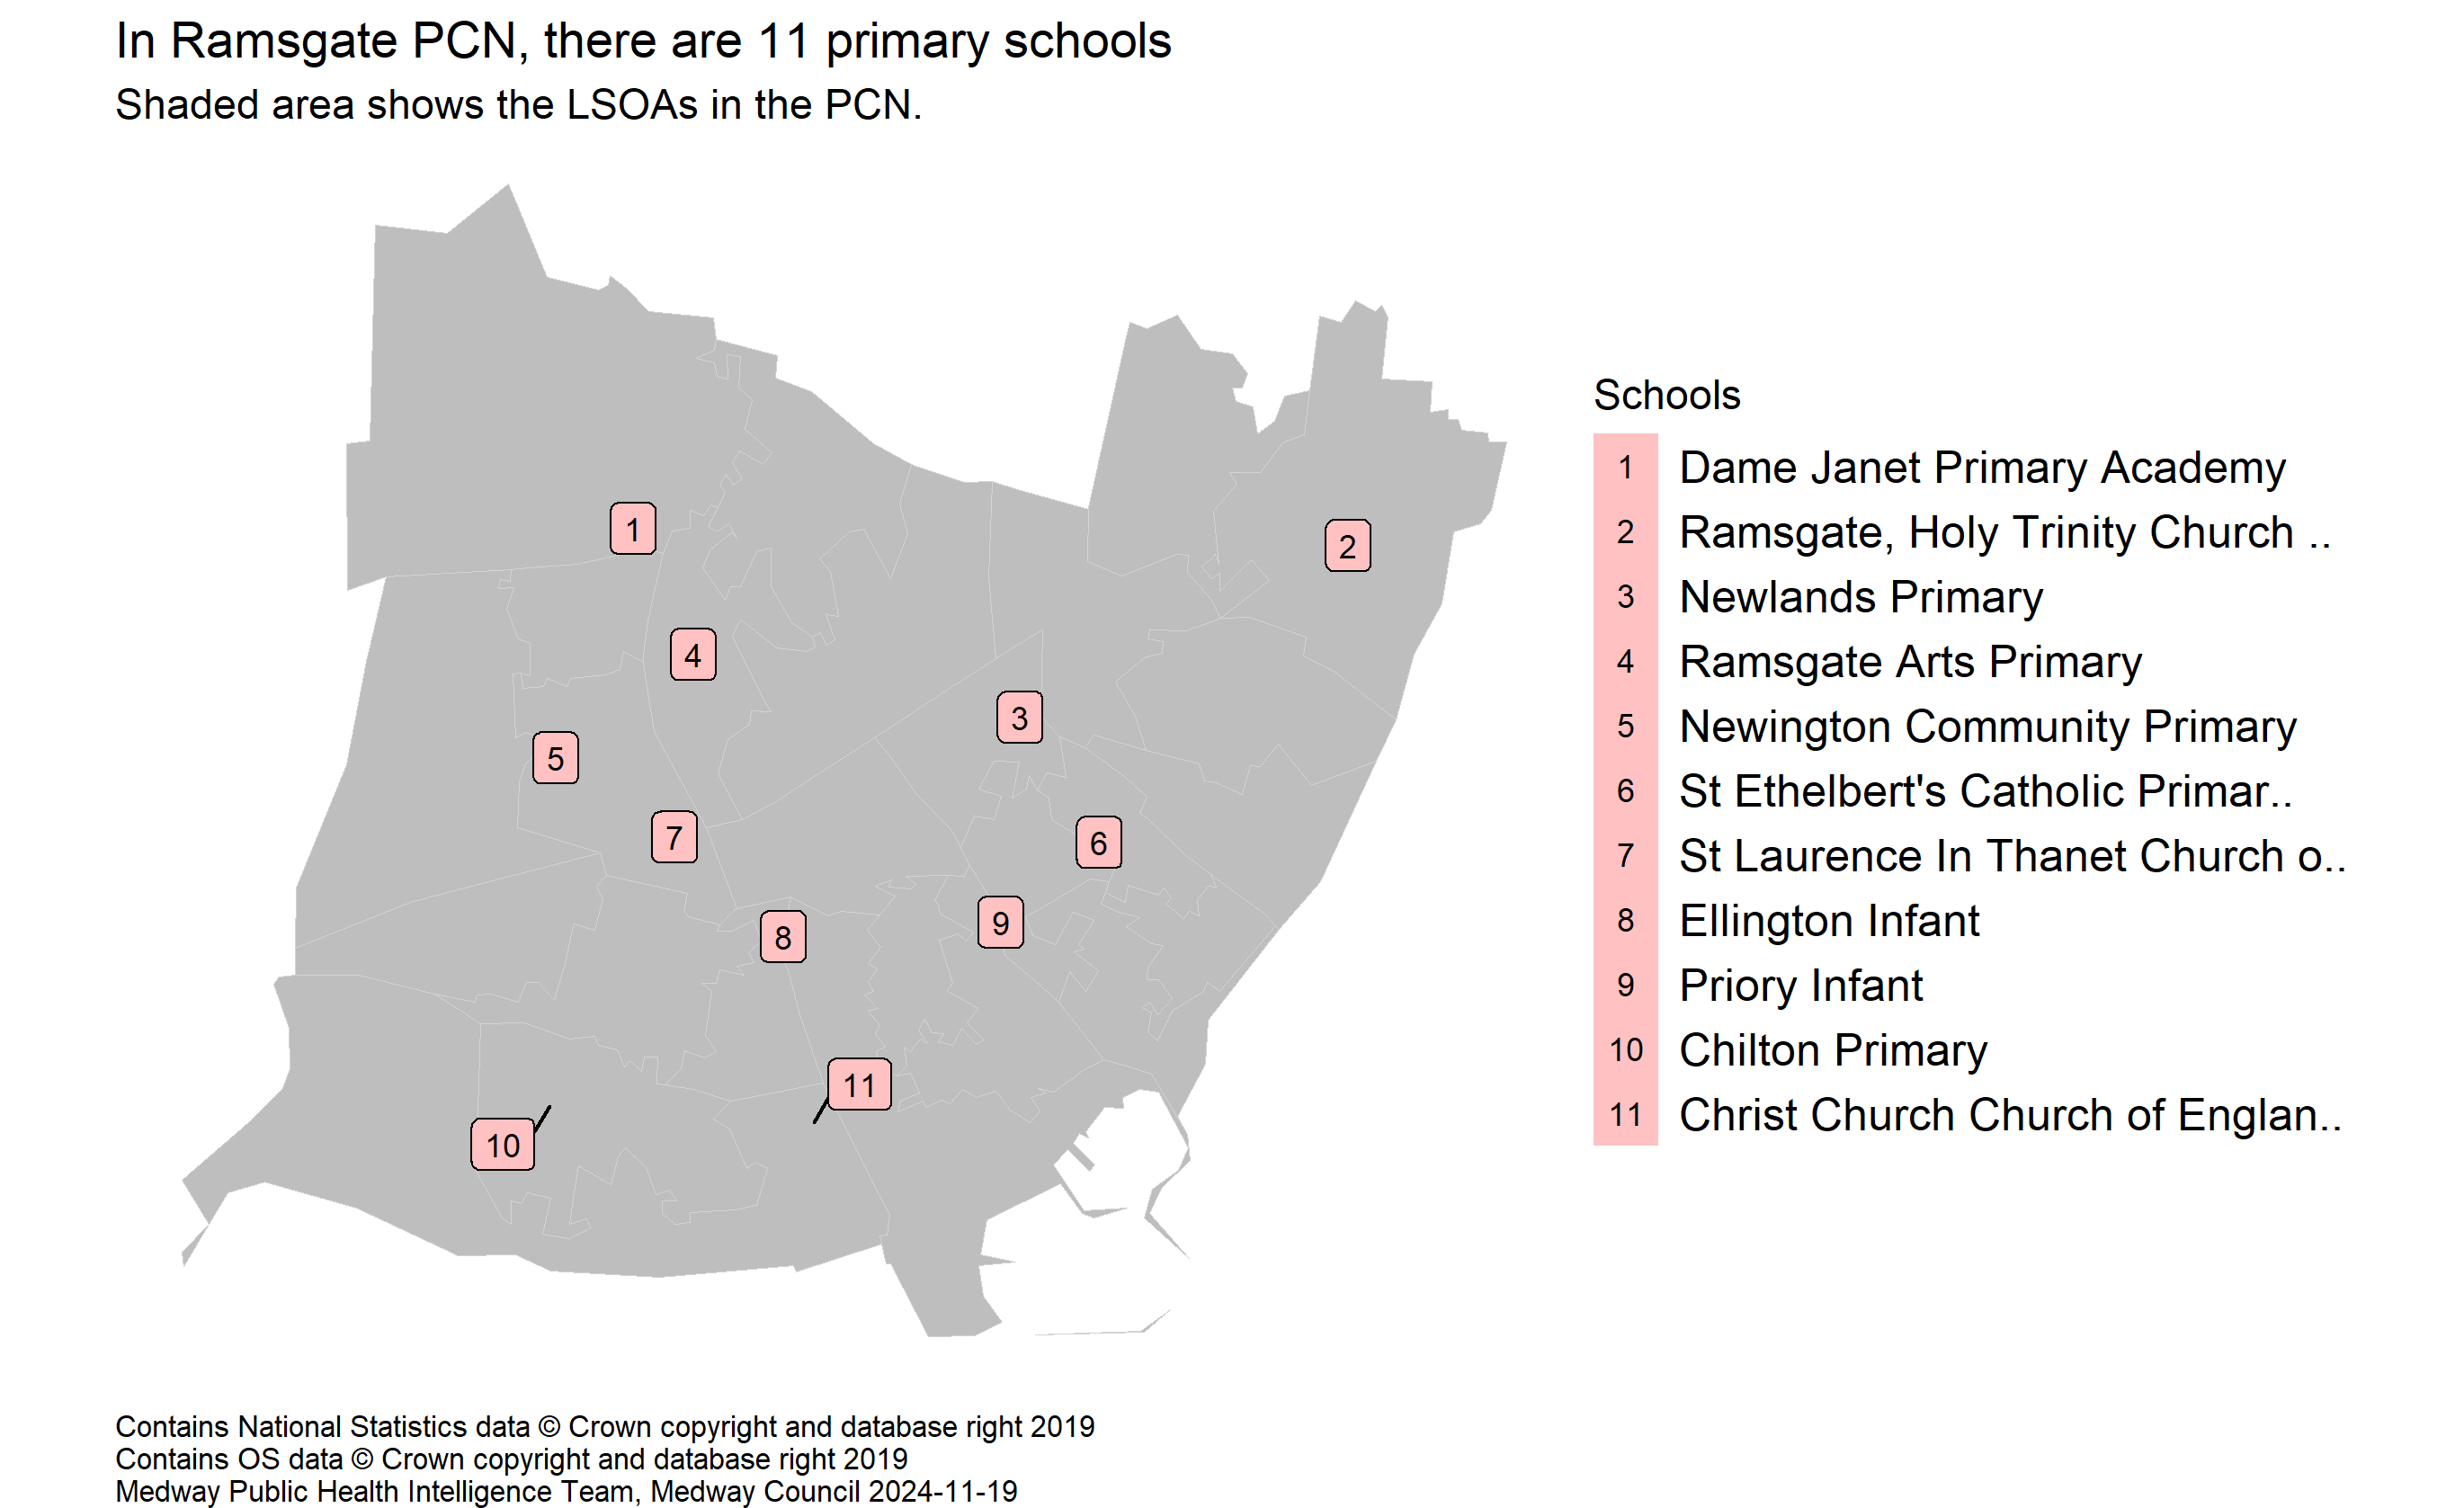 In Ramsgate PCN, there are 11 primary schools
Shaded area shows the LSOAs in the PCN.
1
2
4
3
5
7
6
9
8
11
10
Schools
1 Dame Janet Primary Academy
2 Ramsgate, Holy Trinity Church ..
3 Newlands Primary
4 Ramsgate Arts Primary
5 Newington Community Primary
6 St Ethelbert's Catholic Primar..
7 St Laurence In Thanet Church o..
8 Ellington Infant
9 Priory Infant
10 Chilton Primary
11 Christ Church Church of Englan..
Contains National Statistics data © Crown copyright and database right 2019
Contains OS data © Crown copyright and database right 2019
Medway Public Health Intelligence Team, Medway Council 2024-11-19